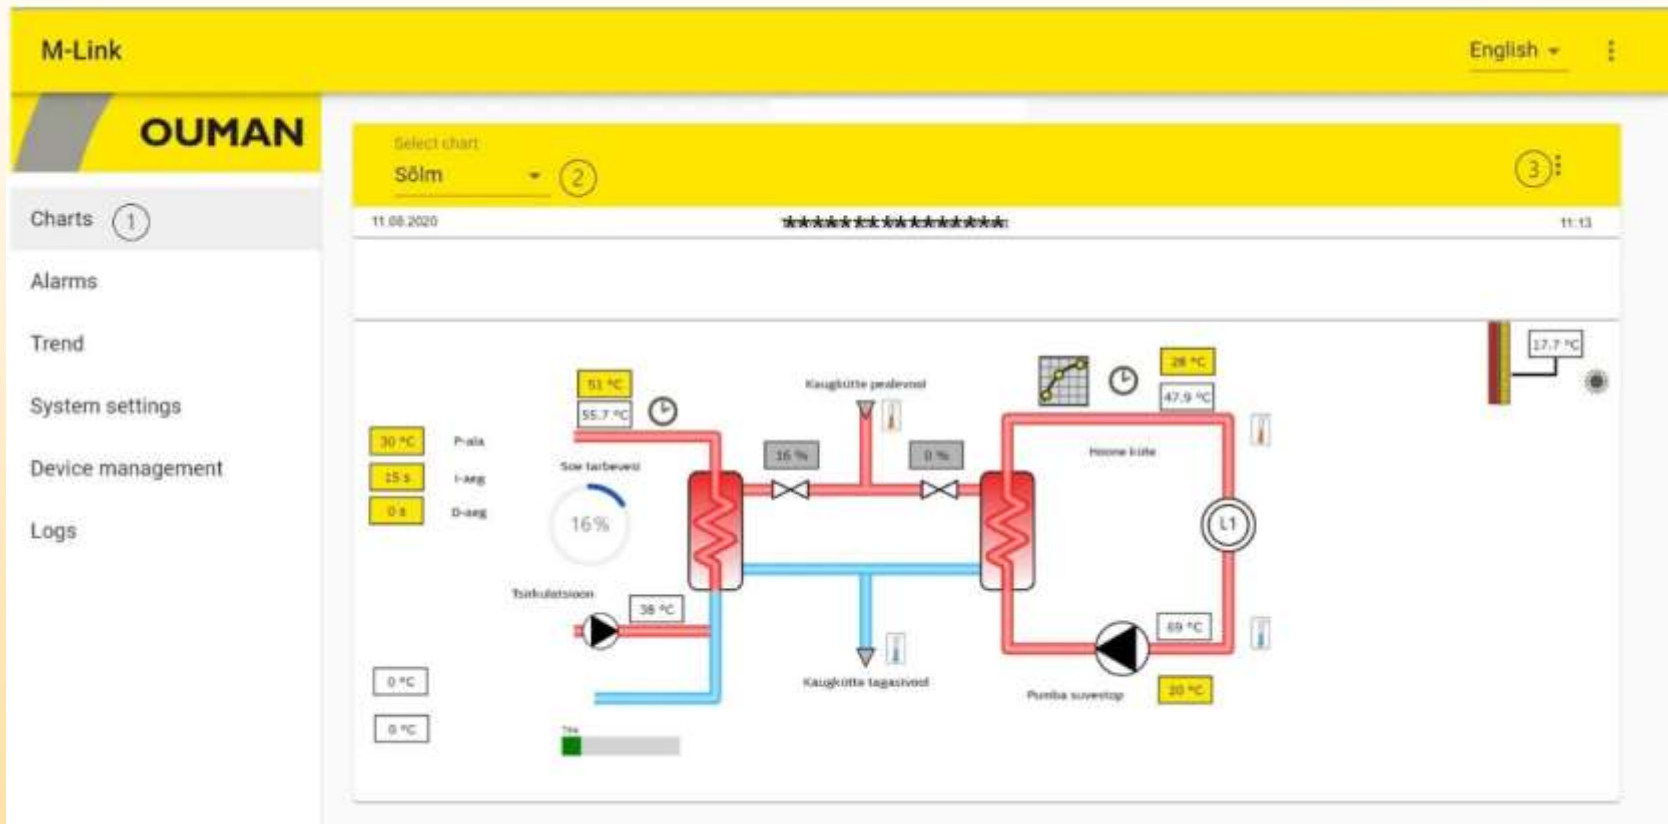 M-Link
English
OUMAN
Select chart
Sõlm
2
3
Charts 1
Alarms
Trend
System settings
Device management
Logs
11.08.2020
11:13
17.7 °C
28 °C
47.9 °C
51 °C
55.7 °C
Kaugkütte pealevool
30 °C P-ala
15 s I-aeg
0 s D-aeg
Soe tarbevesi
16%
16 %
0 %
Hoone küte
L1
Tsirkulatsioon
38 °C
69 °C
Kaugkütte tagasivool
Pumba suvestop
20 °C
0 °C
0 °C